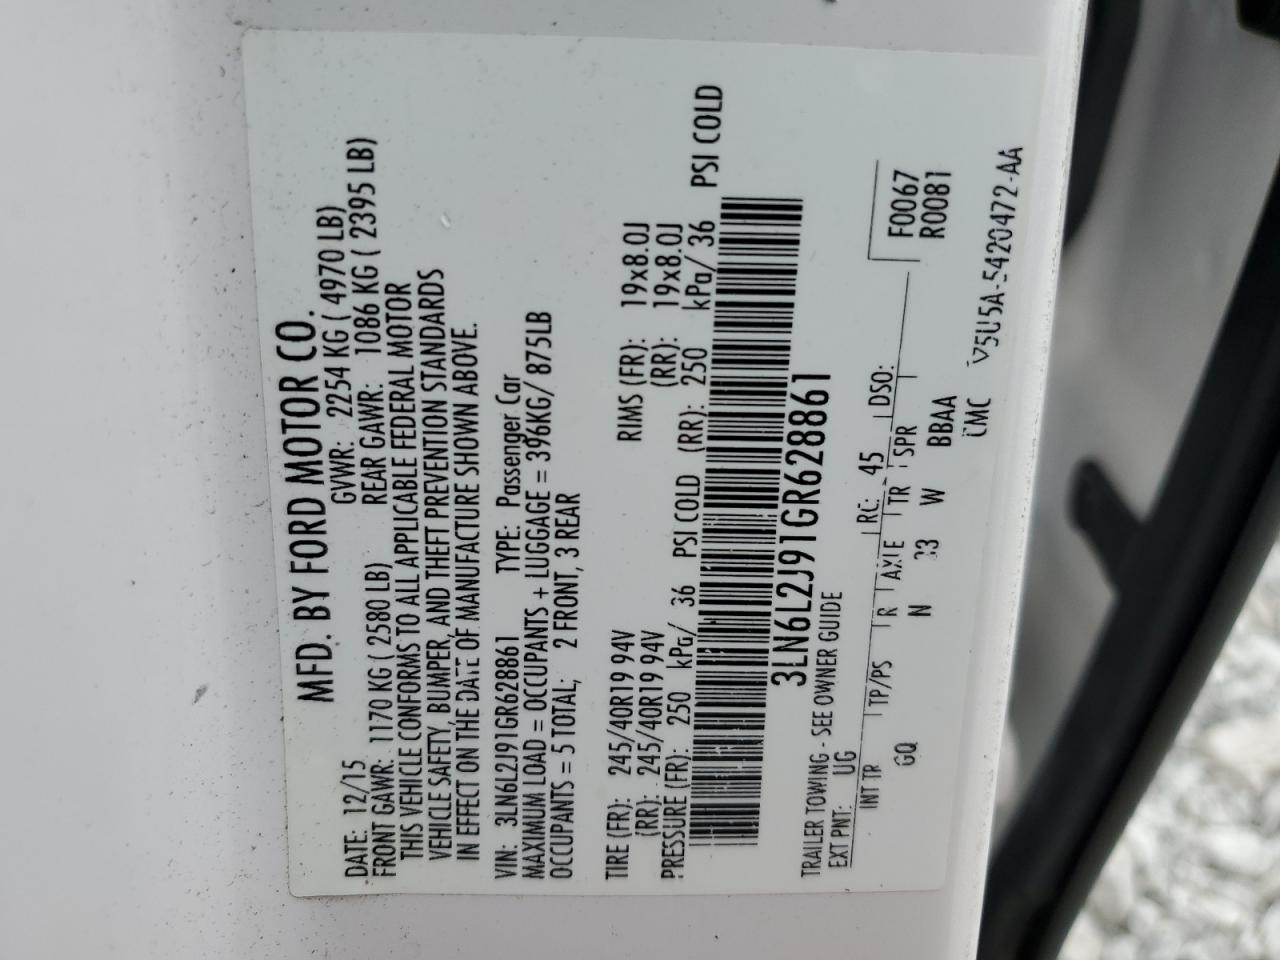 MFD. BY FORD MOTOR CO.
DATE: 12/15 GVWR: 2254 KG ( 4970 LB)
FRONT GAWR: 1170 KG ( 2580 LB) REAR GAWR: 1086 KG ( 2395 LB)
THIS VEHICLE CONFORMS TO ALL APPLICABLE FEDERAL MOTOR
VEHICLE SAFETY, BUMPER, AND THEFT PREVENTION STANDARDS
IN EFFECT ON THE DATE OF MANUFACTURE SHOWN ABOVE.
VIN: 3LN6L2J91GR628861 TYPE: Passenger Car
MAXIMUM LOAD = OCCUPANTS + LUGGAGE = 396KG/ 875LB
OCCUPANTS = 5 TOTAL; 2 FRONT, 3 REAR
TIRE (FR): 245/40R19 94V RIMS (FR): 19x8.0J
(RR): 245/40R19 94V (RR): 19x8.0J
PRESSURE (FR): 250 kPa/ 36 PSI COLD (RR): 250 kPa/ 36 PSI COLD
3LN6L2J91GR628861
TRAILER TOWING - SEE OWNER GUIDE
F0067
R0081
EXT PNT: UG RC: 45 DSO:
INT TR TP/PS R AXLE TR SPR
GQ N 33 W BBAA
CMC V5U5A-5420472-AA